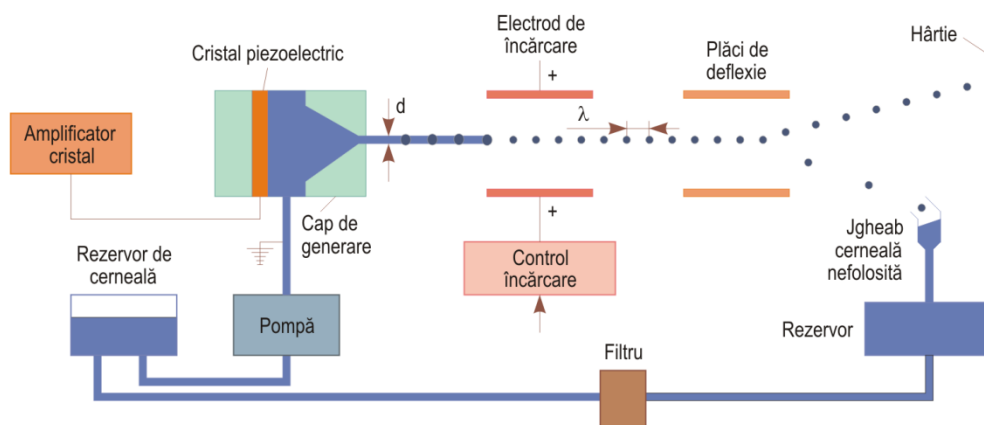 Electrod de
încărcare
+
Plăci de
deflexie
Hârtie
Cristal piezoelectric
d
λ
Amplificator
cristal
Cap de
generare
+
Control
încărcare
Jgheab
cerneală
nefolosită
Rezervor de
cerneală
Pompă
Rezervor
Filtru